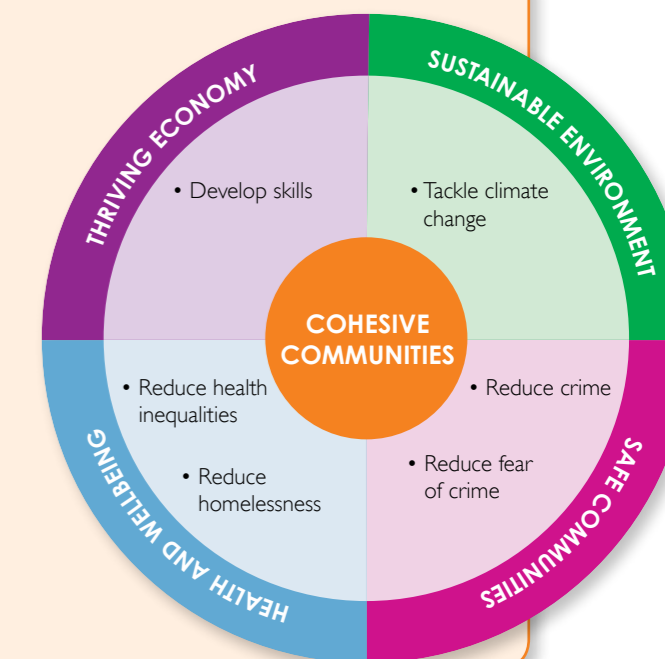 THRIVING ECONOMY
• Develop skills
SUSTAINABLE ENVIRONMENT
• Tackle climate
change
COHESIVE
COMMUNITIES
HEALTH AND WELLBEING
• Reduce health
inequalities
• Reduce
homelessness
SAFE COMMUNITIES
• Reduce crime
• Reduce fear
of crime